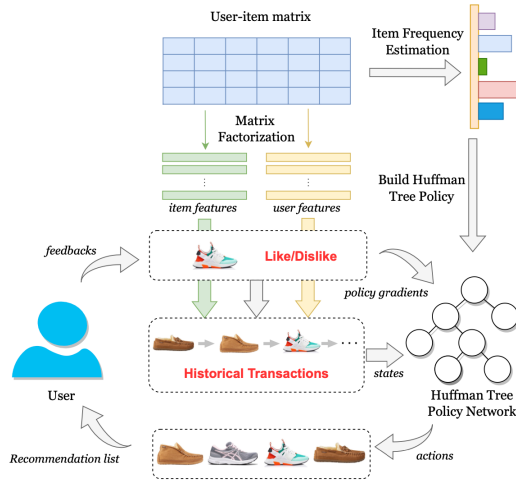 User-item matrix
Item Frequency
Estimation
Matrix
Factorization
Build Huffman
Tree Policy
item features
user features
feedbacks
Like/Dislike
policy gradients
Historical Transactions
states
User
Huffman Tree
Policy Network
Recommendation list
actions